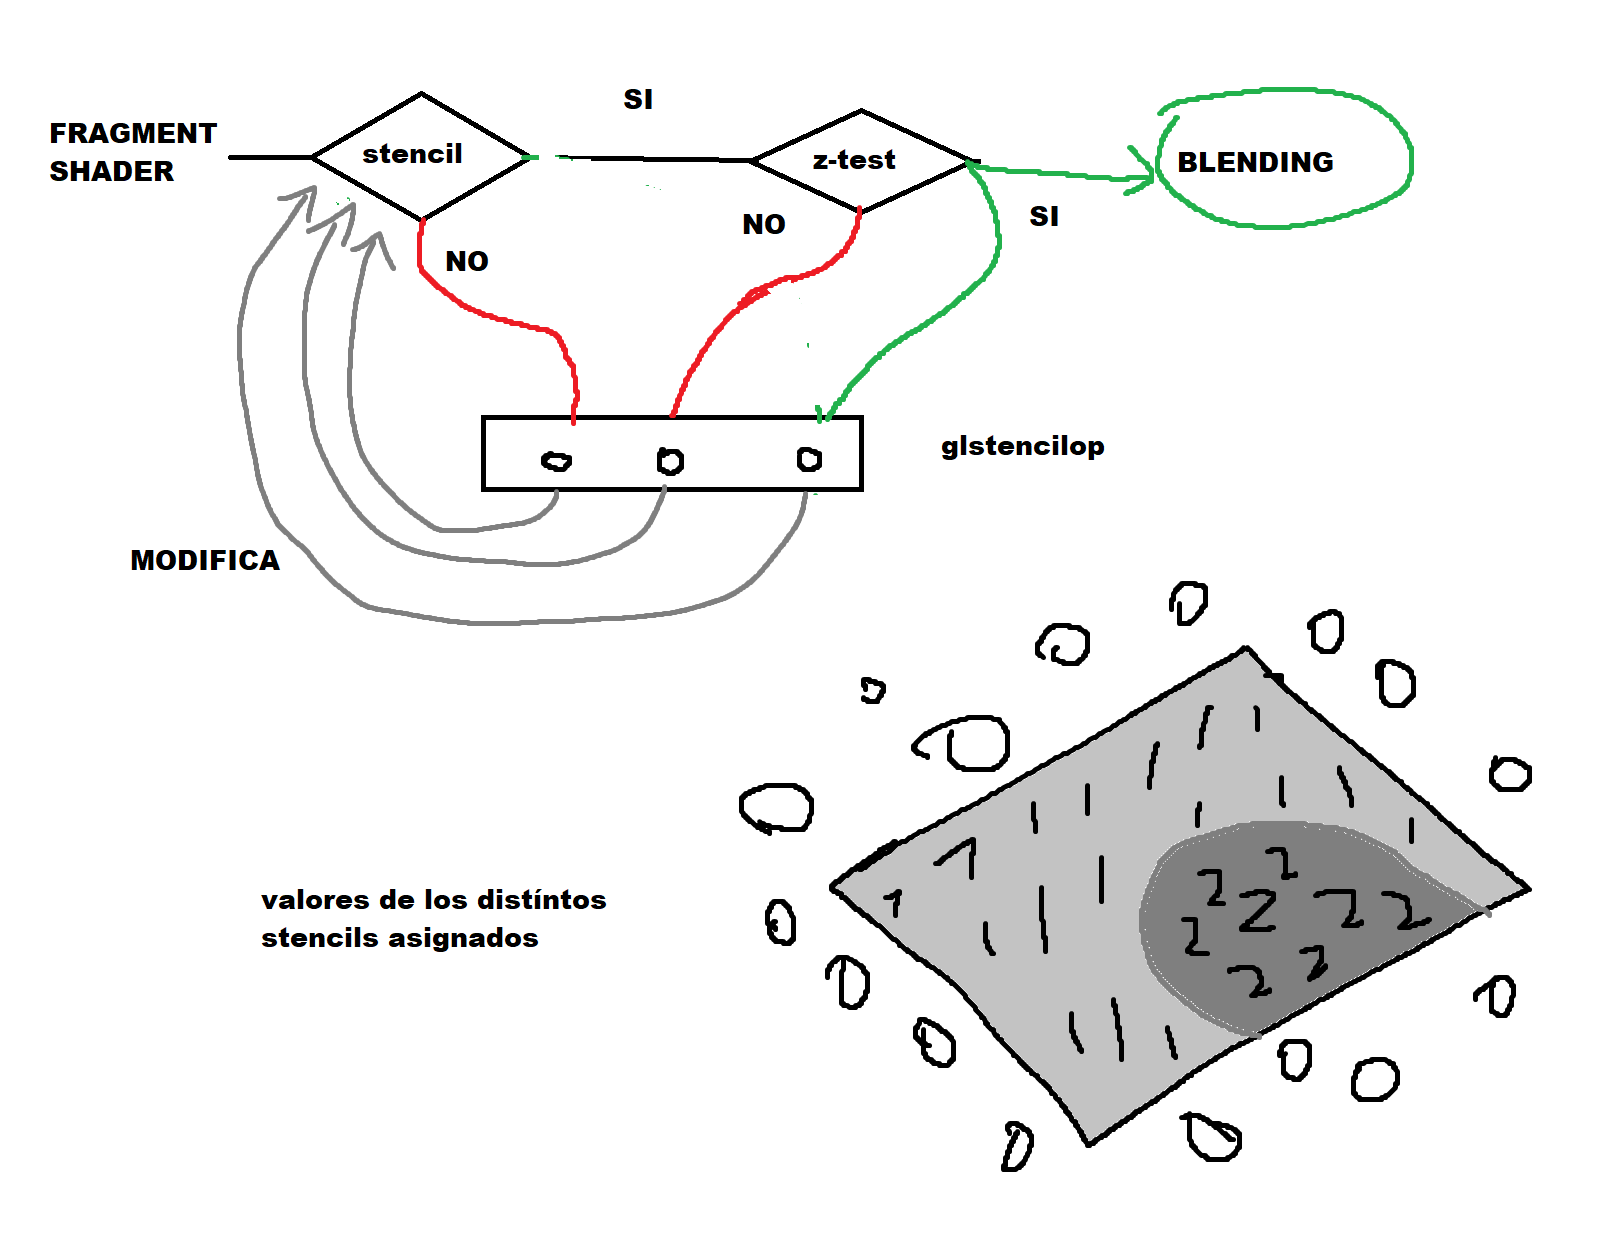 SI
FRAGMENT
SHADER
stencil
z-test
BLENDING
NO
SI
NO
glstencilop
0 0 0
MODIFICA
0 0 0 0
0 0 0
0 1 1
1 1 1 1 1 1 1
1 1 1
1 1 1 2 2
2 2 2 2
2 2 2
valores de los distíntos
stencils asignados
0 0 0 0
1 1 1
0 0 0 0